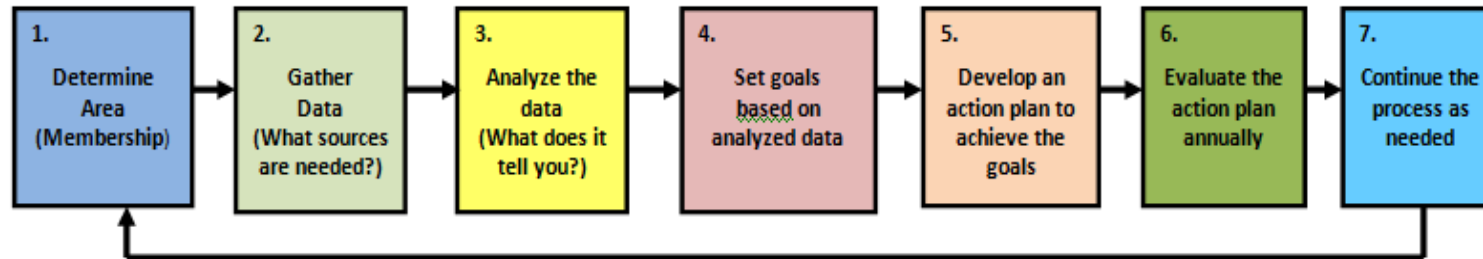 1.
Determine
Area
(Membership)
2.
Gather
Data
(What sources
are needed?)
3.
Analyze the
data
(What does it
tell you?)
4.
Set goals
based on
analyzed data
5.
Develop an
action plan to
achieve the
goals
6.
Evaluate the
action plan
annually
7.
Continue the
process as
needed